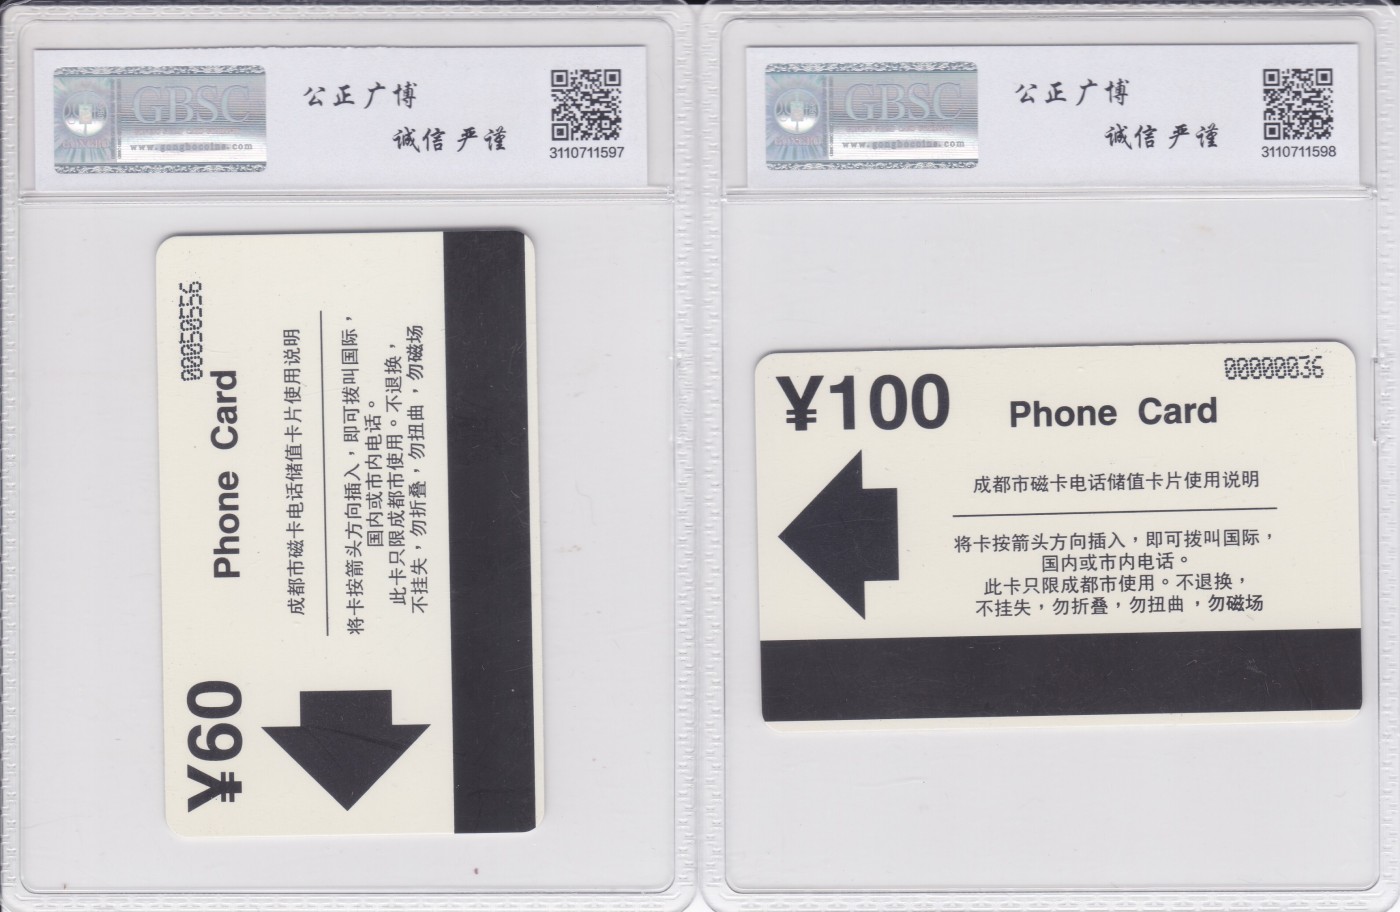 GBSC
www.gongbocoins.com
公正广博
诚信严谨
3110711597
00050556
Phone Card
¥60
成都市磁卡电话储值卡片使用说明
将卡按箭头方向插入，即可拨叫国际，
国内或市内电话。
此卡只限成都市使用。不退换，
不挂失，勿折叠，勿扭曲，勿磁场
GBSC
www.gongbocoins.com
公正广博
诚信严谨
3110711598
¥100
Phone Card
00000036
成都市磁卡电话储值卡片使用说明
将卡按箭头方向插入，即可拨叫国际，
国内或市内电话。
此卡只限成都市使用。不退换，
不挂失，勿折叠，勿扭曲，勿磁场